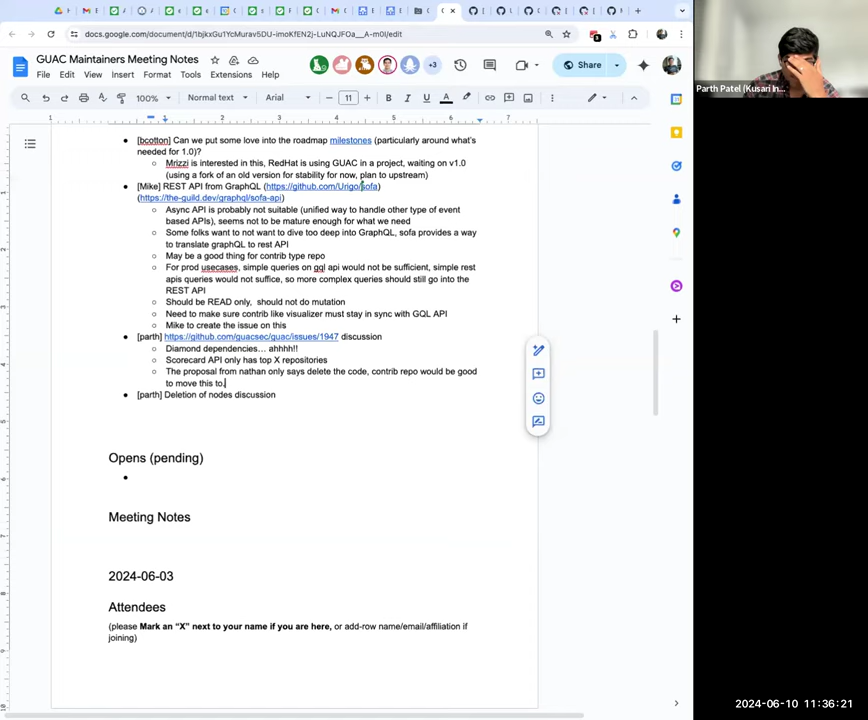 docs.google.com/document/d/1bjkxGu1YcMurav5DU-imoKfEN2j-LuNQJFOa__A-m0I/edit
GUAC Maintainers Meeting Notes
File Edit View Insert Format Tools Extensions Help
+3
Share
100%
Normal text
Arial
11
B I U A
1 1 2 3 4 5 6 7
[bcotton] Can we put some love into the roadmap milestones (particularly around what's
needed for 1.0)?
Mrizzi is interested in this, RedHat is using GUAC in a project, waiting on v1.0
(using a fork of an old version for stability for now, plan to upstream)
[Mike] REST API from GraphQL (https://github.com/Urigo/sofa)
(https://the-guild.dev/graphql/sofa-api)
Async API is probably not suitable (unified way to handle other type of event
based APIs), seems not to be mature enough for what we need
Some folks want to not want to dive too deep into GraphQL, sofa provides a way
to translate graphQL to rest API
May be a good thing for contrib type repo
For prod usecases, simple queries on gql api would not be sufficient, simple rest
apis queries would not suffice, so more complex queries should still go into the
REST API
Should be READ only,  should not do mutation
Need to make sure contrib like visualizer must stay in sync with GQL API
Mike to create the issue on this
[parth] https://github.com/guacsec/guac/issues/1947 discussion
Diamond dependencies… ahhhh!!
Scorecard API only has top X repositories
The proposal from nathan only says delete the code, contrib repo would be good
to move this to.
[parth] Deletion of nodes discussion
Opens (pending)
Meeting Notes
2024-06-03
Attendees
(please Mark an “X” next to your name if you are here, or add-row name/email/affiliation if
joining)
Parth Patel (Kusari In...
2024-06-10 11:36:21